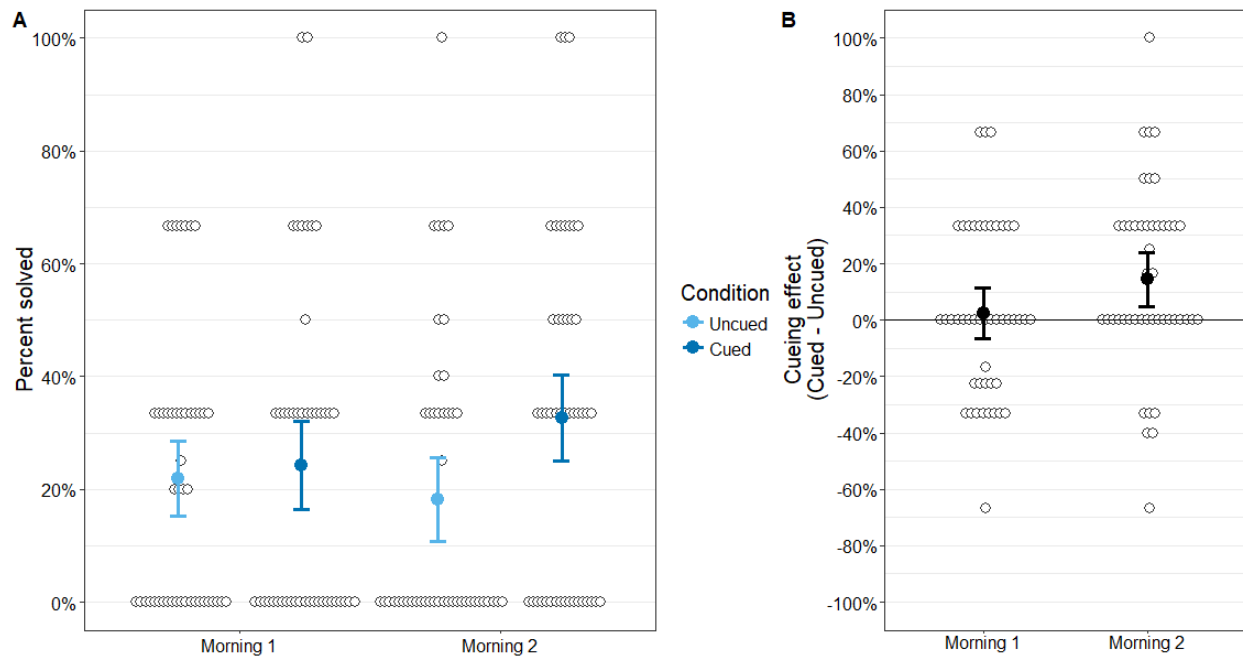 A
Percent solved
100%
80%
60%
40%
20%
0%
Morning 1
Morning 2
Condition
Uncued
Cued
B
Cueing effect
(Cued - Uncued)
100%
80%
60%
40%
20%
0%
-20%
-40%
-60%
-80%
-100%
Morning 1
Morning 2